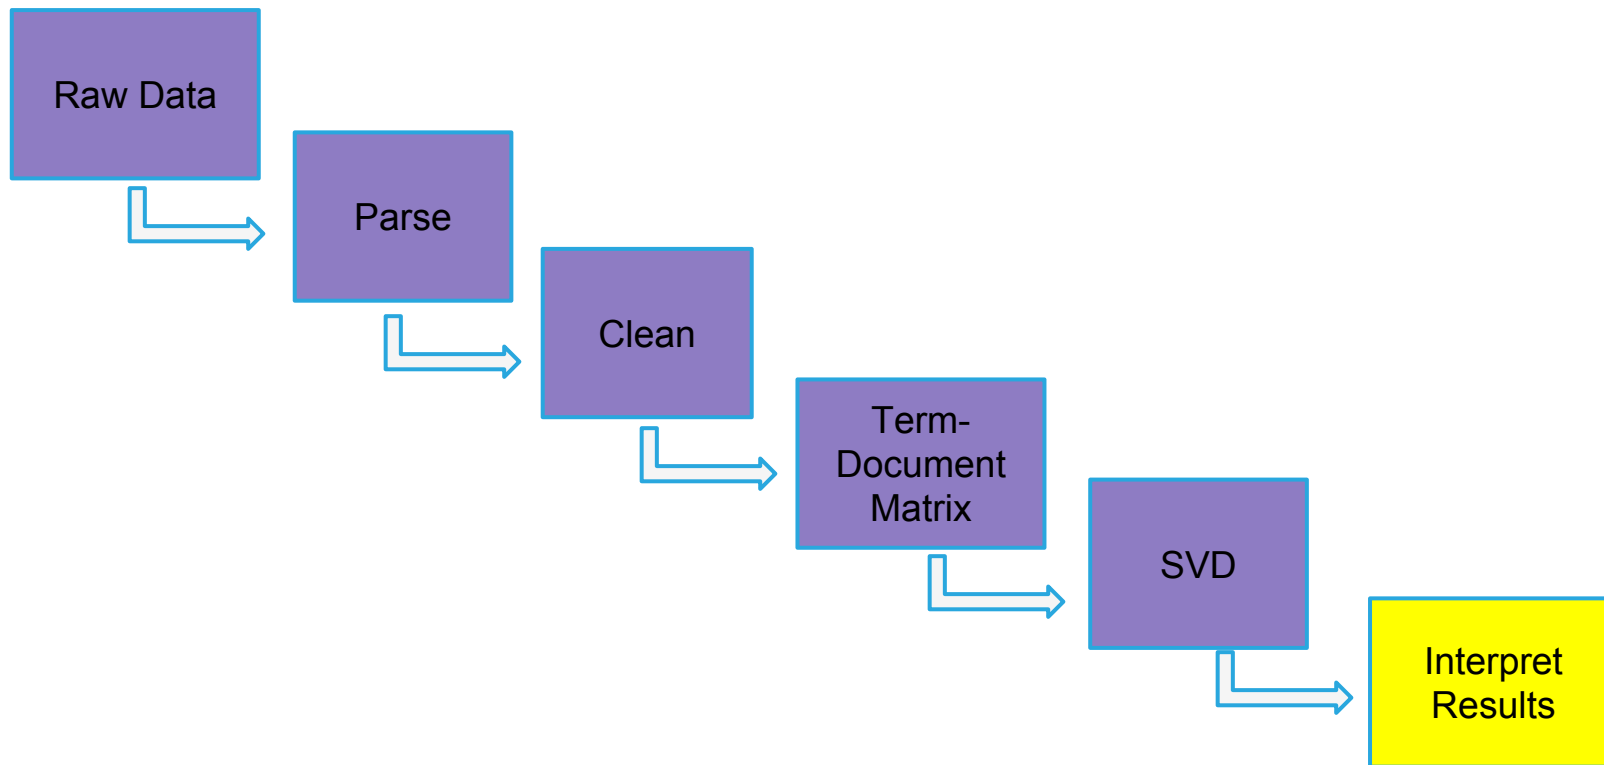 Raw Data
Parse
Clean
Term-
Document
Matrix
SVD
Interpret
Results